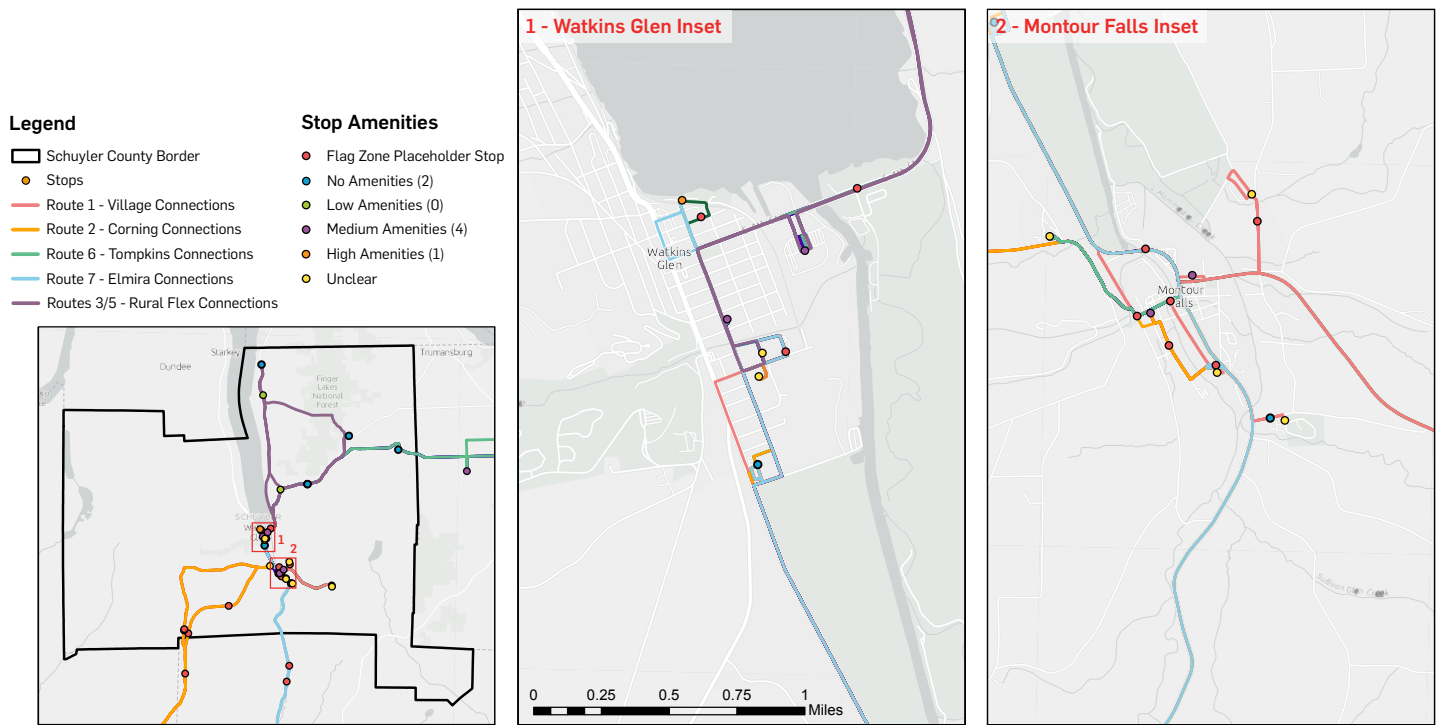 Legend
Schuyler County Border
Stops
Route 1 - Village Connections
Route 2 - Corning Connections
Route 6 - Tompkins Connections
Route 7 - Elmira Connections
Routes 3/5 - Rural Flex Connections
Stop Amenities
Flag Zone Placeholder Stop
No Amenities (2)
Low Amenities (0)
Medium Amenities (4)
High Amenities (1)
Unclear
Starkey
Dundee
Trumansburg
Finger
Lakes
National
Forest
1
2
1 - Watkins Glen Inset
Watkins
Glen
0 0.25 0.5 0.75 1
Miles
2 - Montour Falls Inset
Montour
Sullivan Glen Creek